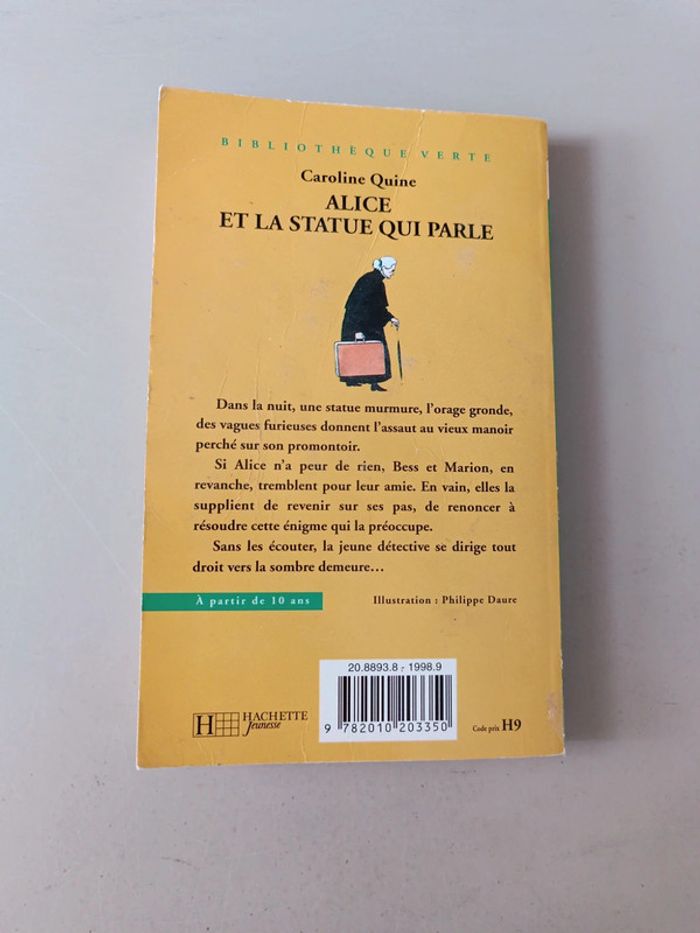 BIBLIOTHÈQUE VERTE
Caroline Quine
ALICE
ET LA STATUE QUI PARLE
Dans la nuit, une statue murmure, l'orage gronde,
des vagues furieuses donnent l'assaut au vieux manoir
perché sur son promontoir.
Si Alice n'a peur de rien, Bess et Marion, en
revanche, tremblent pour leur amie. En vain, elles la
supplient de revenir sur ses pas, de renoncer à
résoudre cette énigme qui la préoccupe.
Sans les écouter, la jeune détective se dirige tout
droit vers la sombre demeure…
À partir de 10 ans
Illustration : Philippe Daure
20.8893.8 - 1998.9
H HACHETTE
Jeunesse
9 782010 203350
Code prix H9